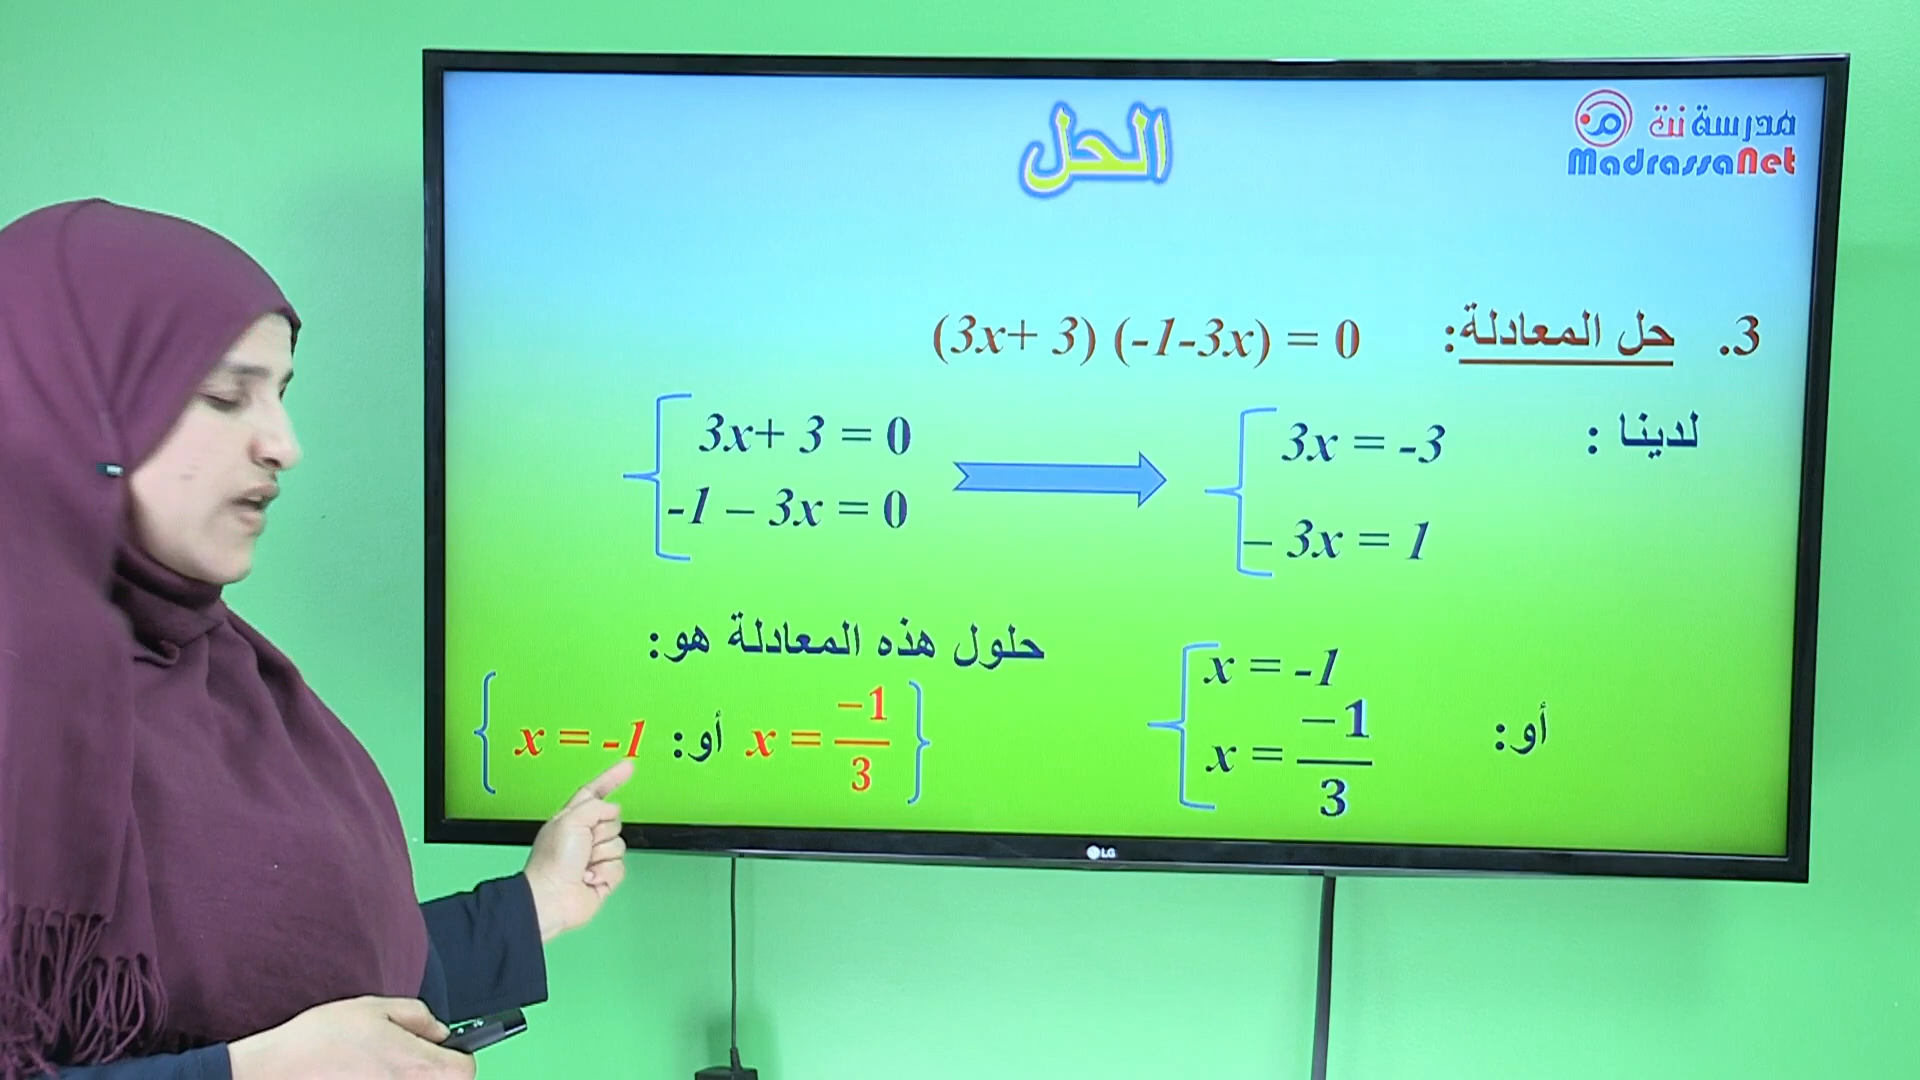 الحل
مدرسة نت
MadrassaNet
3. حل المعادلة: (3x+ 3) (-1-3x) = 0
لدينا :
3x+ 3 = 0
-1 – 3x = 0
3x = -3
– 3x = 1
أو:
x = -1
x = –1/3
حلول هذه المعادلة هو:
{ x = -1 أو: x = –1/3 }
LG